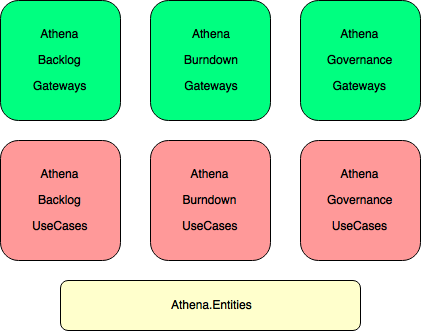 Athena
Backlog
Gateways
Athena
Burndown
Gateways
Athena
Governance
Gateways
Athena
Backlog
UseCases
Athena
Burndown
UseCases
Athena
Governance
UseCases
Athena.Entities